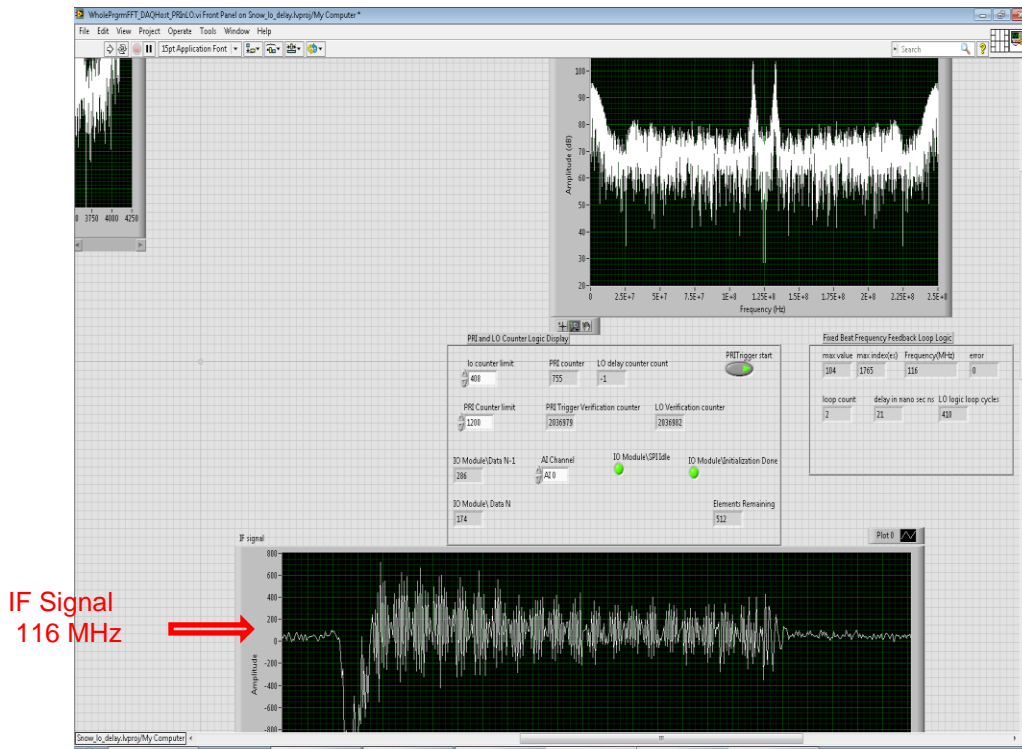 WholePrgrmFFT_DAQHost_PRInLO.vi Front Panel on Snow_lo_delay.lvproj/My Computer *
File Edit View Project Operate Tools Window Help
15pt Application Font
Search
3750 4000 4250
Amplitude (dB)
100
90
80
70
60
50
40
30
20
0 2.5E+7 5E+7 7.5E+7 1E+8 1.25E+8 1.5E+8 1.75E+8 2E+8 2.25E+8 2.5E+8
Frequency (Hz)
PRI and LO Counter Logic Display
lo counter limit PRI counter LO delay counter count PRITrigger start
408 755 -1
PRI Counter limit PRI Trigger Verification counter LO Verification counter
1200 2036979 2036982
IO Module\Data N-1 AI Channel IO Module\SPI Idle IO Module\Initialization Done
286 AI 0
IO Module\ Data N Elements Remaining
174 512
Fixed Beat Frequency Feedback Loop Logic
max value max index(es) Frequency(MHz) error
104 1765 116 0
loop count delay in nano sec ns LO logic loop cycles
2 21 410
IF signal Plot 0
Amplitude
800
600
400
200
0
-200
-400
-600
-800
IF Signal
116 MHz
Snow_lo_delay.lvproj/My Computer